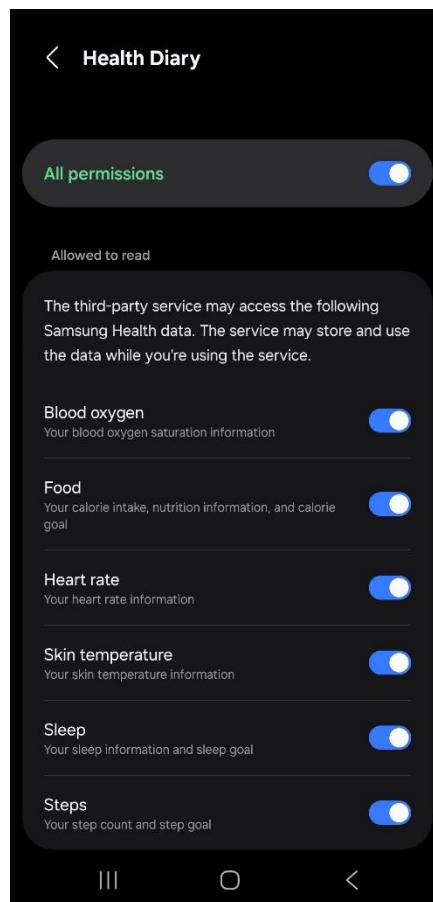 Health Diary
All permissions
Allowed to read
The third-party service may access the following
Samsung Health data. The service may store and use
the data while you're using the service.
Blood oxygen
Your blood oxygen saturation information
Food
Your calorie intake, nutrition information, and calorie
goal
Heart rate
Your heart rate information
Skin temperature
Your skin temperature information
Sleep
Your sleep information and sleep goal
Steps
Your step count and step goal